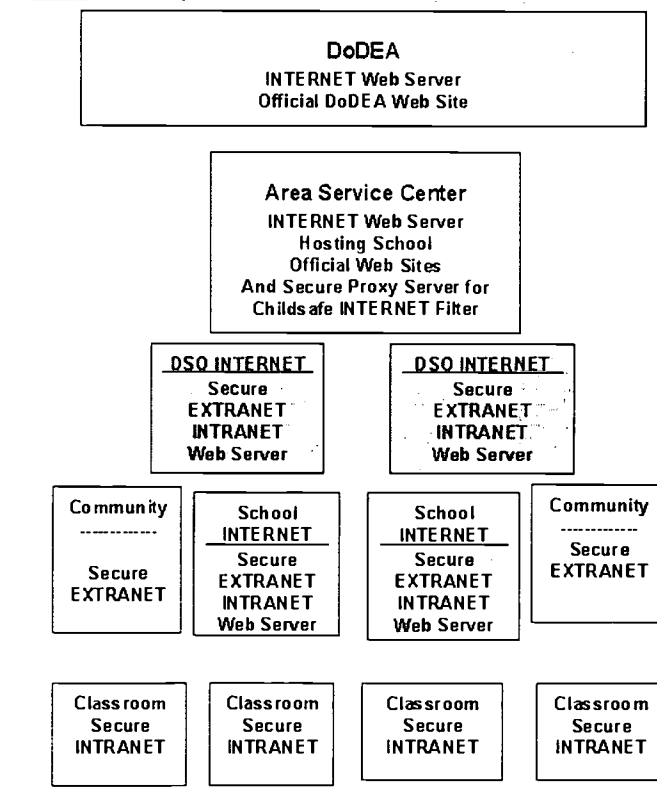 DoDEA
INTERNET Web Server
Official DoDEA Web Site
Area Service Center
INTERNET Web Server
Hosting School
Official Web Sites
And Secure Proxy Server for
Childsafe INTERNET Filter
DSO INTERNET
Secure
EXTRANET
INTRANET
Web Server
DSO INTERNET
Secure
EXTRANET
INTRANET
Web Server
Community
-------------
Secure
EXTRANET
School
INTERNET
Secure
EXTRANET
INTRANET
Web Server
School
INTERNET
Secure
EXTRANET
INTRANET
Web Server
Community
-------------
Secure
EXTRANET
Classroom
Secure
INTRANET
Classroom
Secure
INTRANET
Classroom
Secure
INTRANET
Classroom
Secure
INTRANET